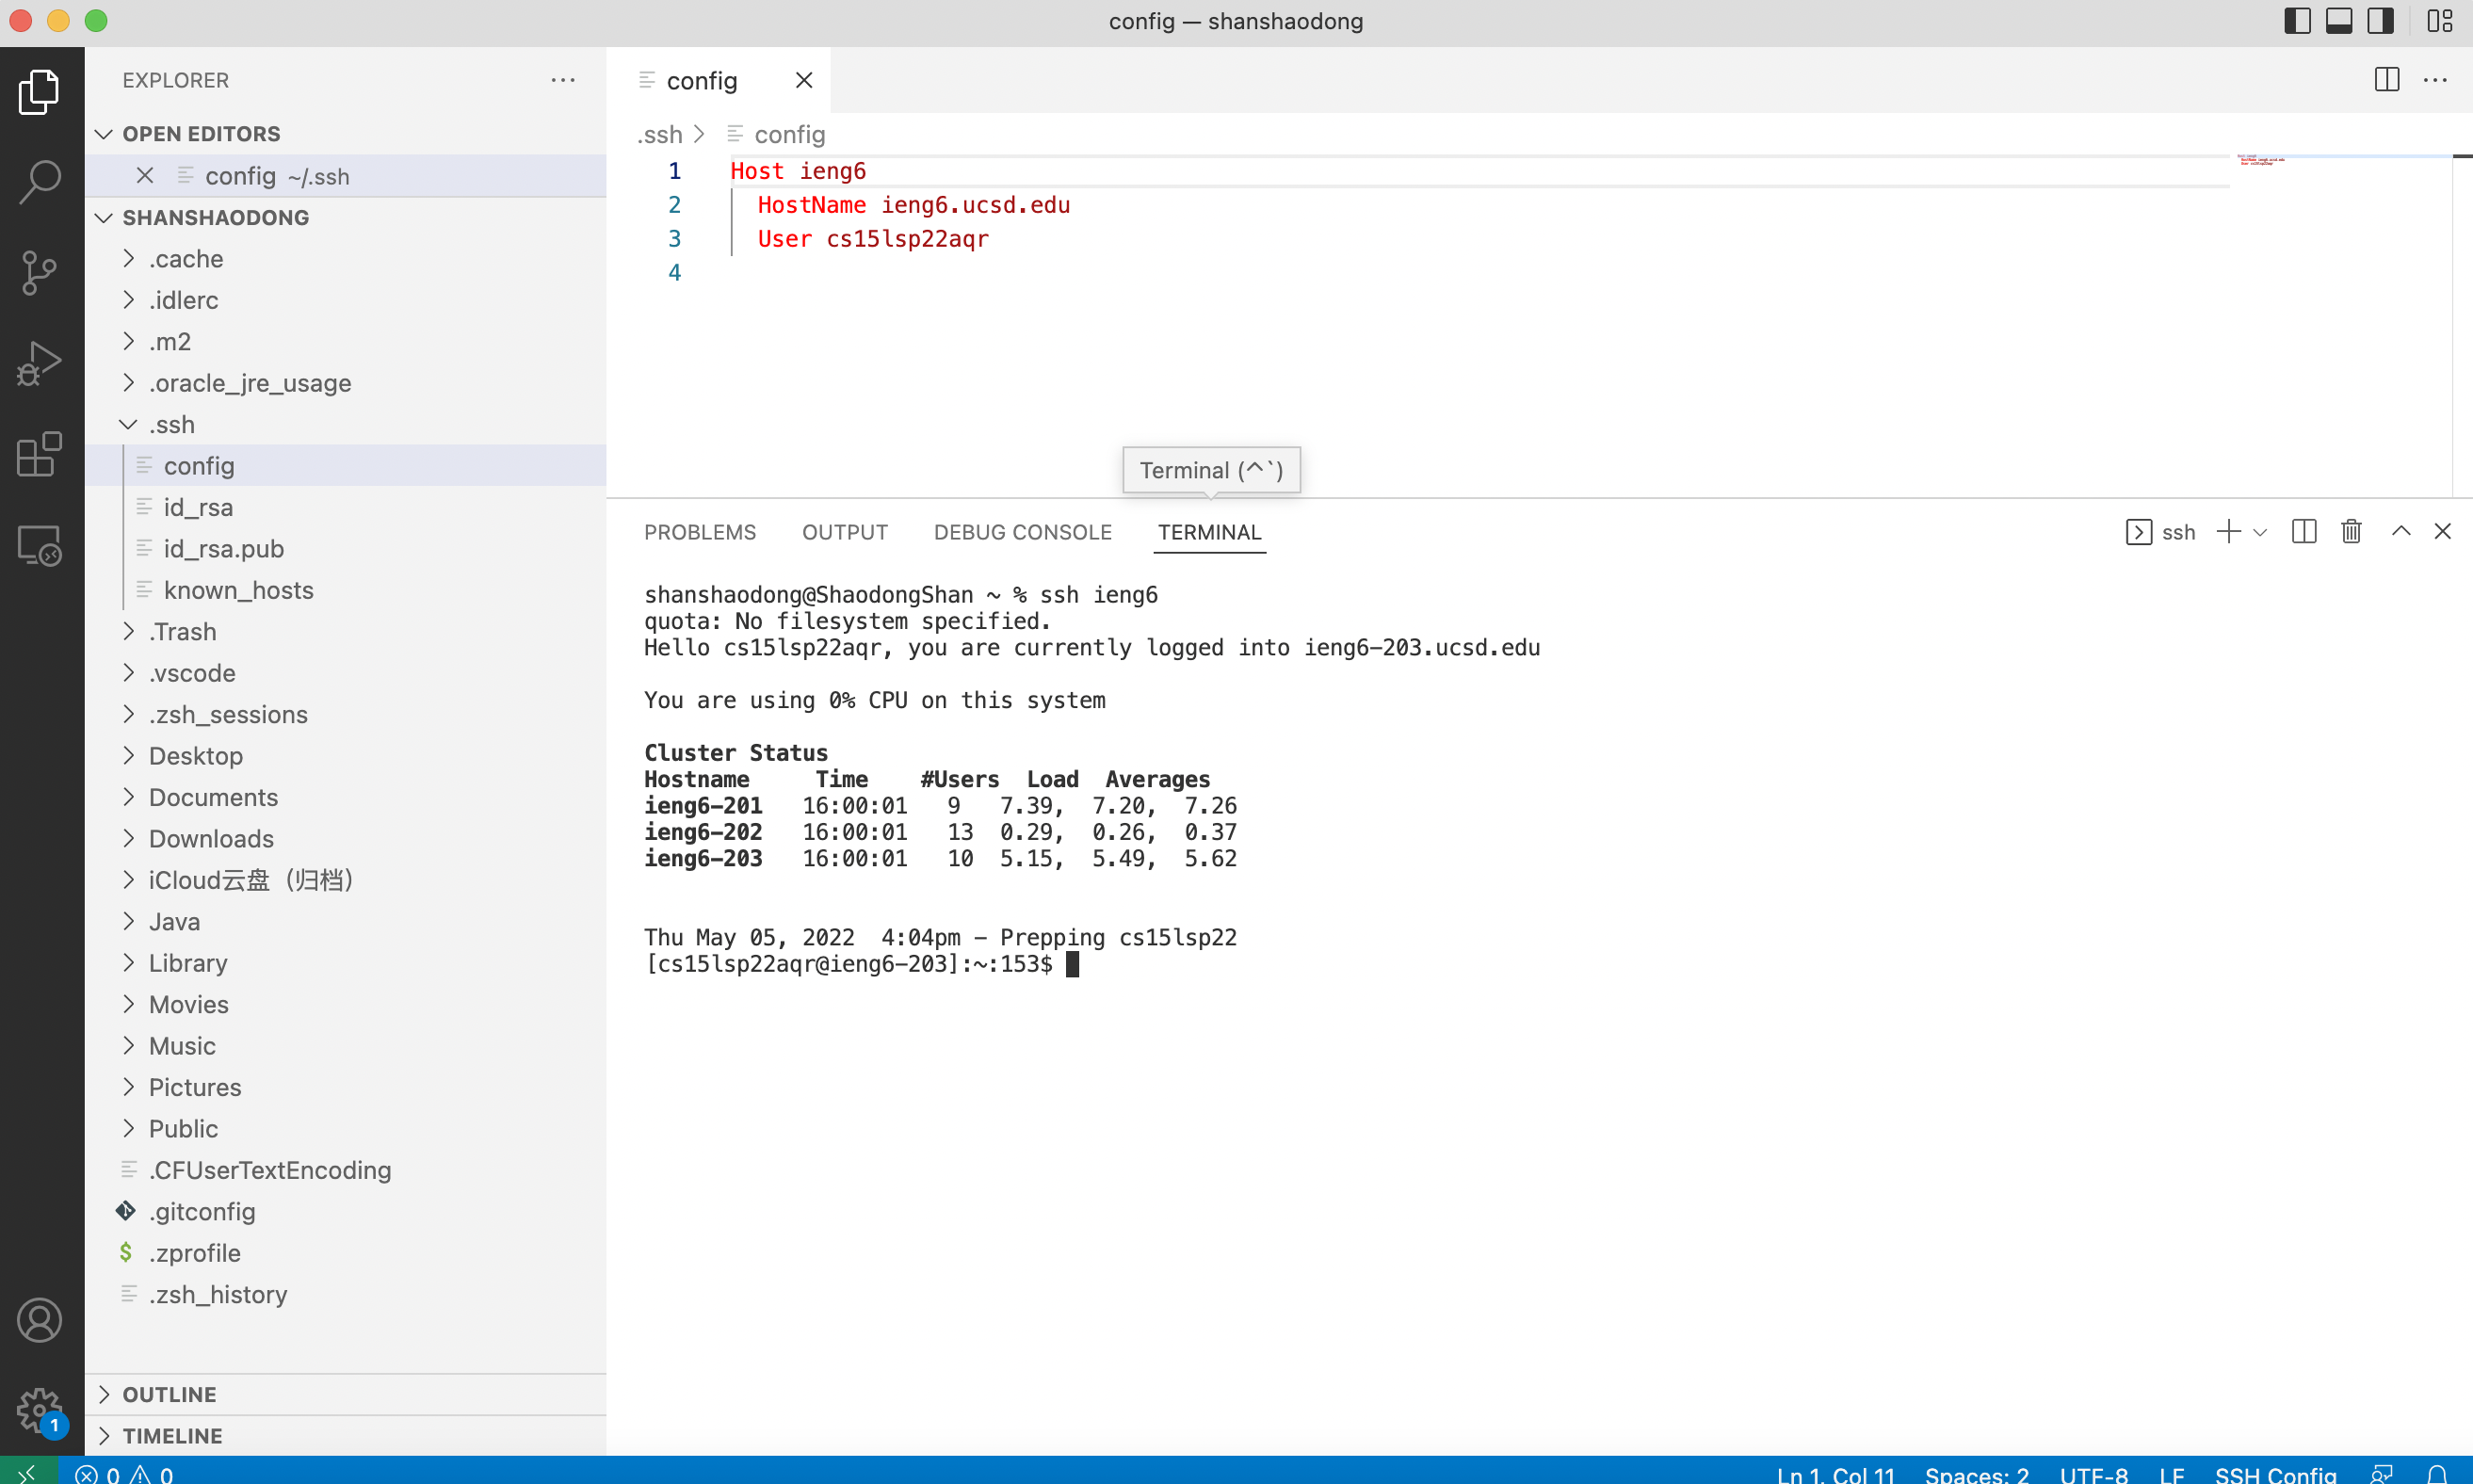 config — shanshaodong
EXPLORER
OPEN EDITORS
config ~/.ssh
SHANSHAODONG
.cache
.idlerc
.m2
.oracle_jre_usage
.ssh
config
id_rsa
id_rsa.pub
known_hosts
.Trash
.vscode
.zsh_sessions
Desktop
Documents
Downloads
iCloud云盘（归档）
Java
Library
Movies
Music
Pictures
Public
.CFUserTextEncoding
.gitconfig
$ .zprofile
.zsh_history
OUTLINE
TIMELINE
1
config
.ssh > config
1 Host ieng6
2 HostName ieng6.ucsd.edu
3 User cs15lsp22aqr
4
Terminal (^`)
PROBLEMS OUTPUT DEBUG CONSOLE TERMINAL
ssh
shanshaodong@ShaodongShan ~ % ssh ieng6
quota: No filesystem specified.
Hello cs15lsp22aqr, you are currently logged into ieng6-203.ucsd.edu
You are using 0% CPU on this system
Cluster Status
Hostname Time #Users Load Averages
ieng6-201 16:00:01 9 7.39, 7.20, 7.26
ieng6-202 16:00:01 13 0.29, 0.26, 0.37
ieng6-203 16:00:01 10 5.15, 5.49, 5.62
Thu May 05, 2022 4:04pm - Prepping cs15lsp22
[cs15lsp22aqr@ieng6-203]:~:153$
0 0
Ln 1, Col 11 Spaces: 2 UTF-8 LF SSH Config